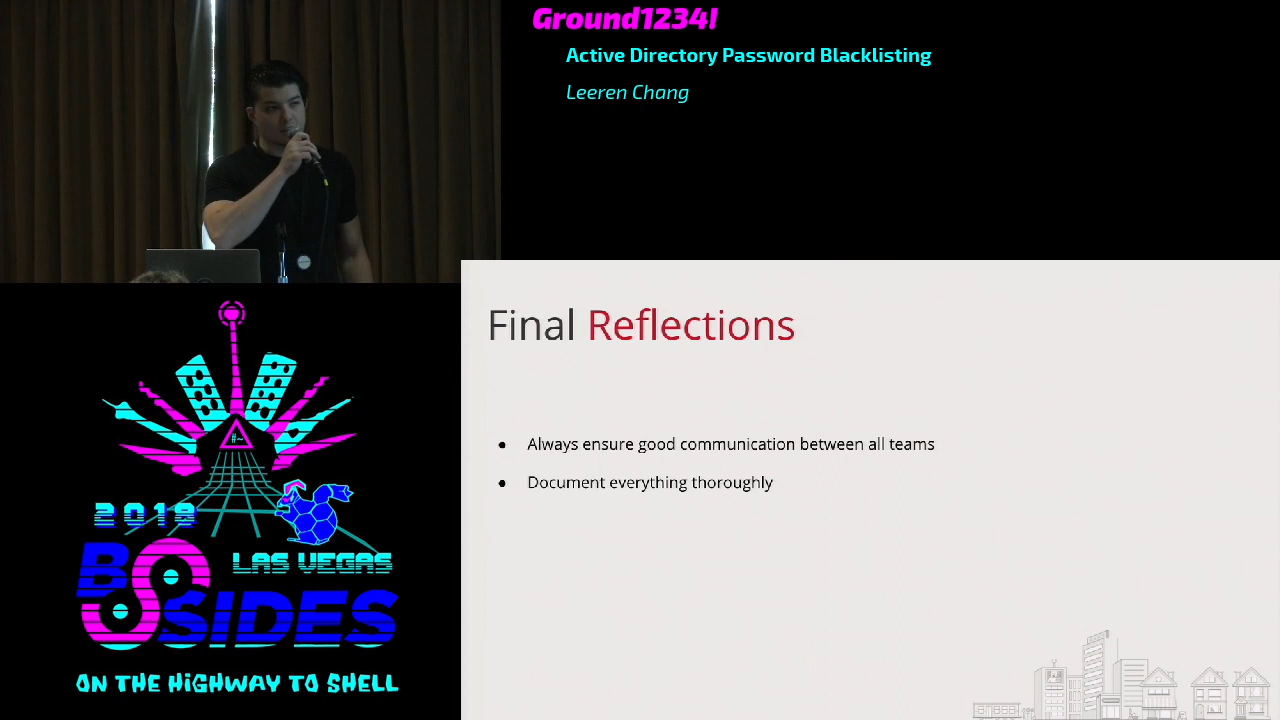 Ground1234!
Active Directory Password Blacklisting
Leeren Chang
Final Reflections
● Always ensure good communication between all teams
● Document everything thoroughly
#~
2018
LAS VEGAS
BSIDES
ON THE HIGHWAY TO SHELL